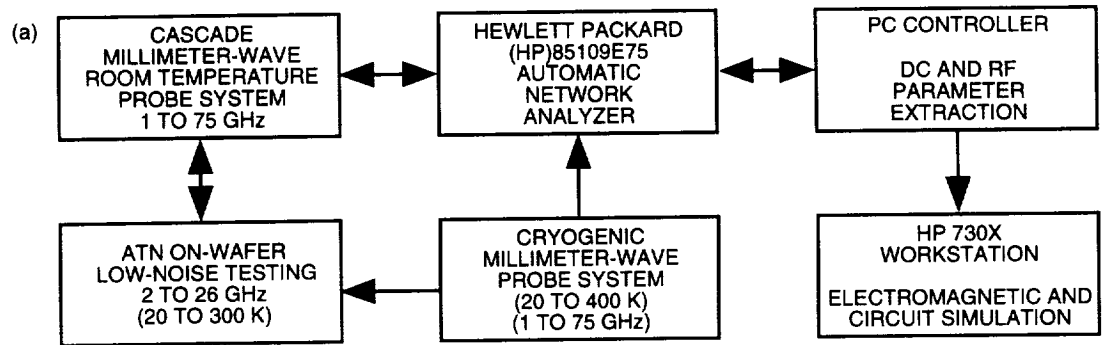 (a)
CASCADE
MILLIMETER-WAVE
ROOM TEMPERATURE
PROBE SYSTEM
1 TO 75 GHz
HEWLETT PACKARD
(HP)85109E75
AUTOMATIC
NETWORK
ANALYZER
PC CONTROLLER
DC AND RF
PARAMETER
EXTRACTION
ATN ON-WAFER
LOW-NOISE TESTING
2 TO 26 GHz
(20 TO 300 K)
CRYOGENIC
MILLIMETER-WAVE
PROBE SYSTEM
(20 TO 400 K)
(1 TO 75 GHz)
HP 730X
WORKSTATION
ELECTROMAGNETIC AND
CIRCUIT SIMULATION